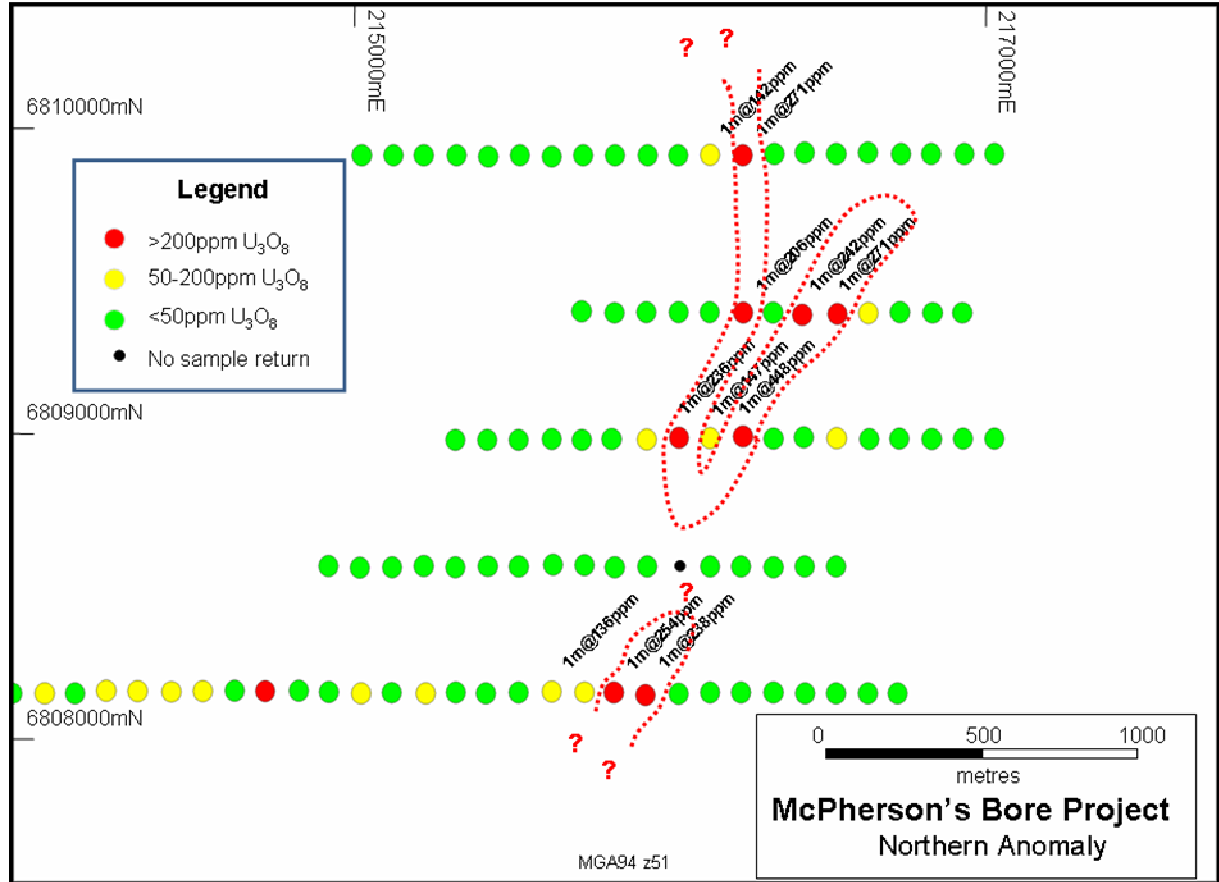 215000mE
217000mE
?
?
6810000mN
1m@142ppm
1m@271ppm
Legend
>200ppm U₃O₈
50-200ppm U₃O₈
<50ppm U₃O₈
No sample return
1m@206ppm
1m@242ppm
1m@271ppm
6809000mN
1m@236ppm
1m@147ppm
1m@448ppm
?
1m@136ppm
1m@254ppm
1m@238ppm
6808000mN
?
?
0 500 1000
metres
McPherson's Bore Project
Northern Anomaly
MGA94 z51